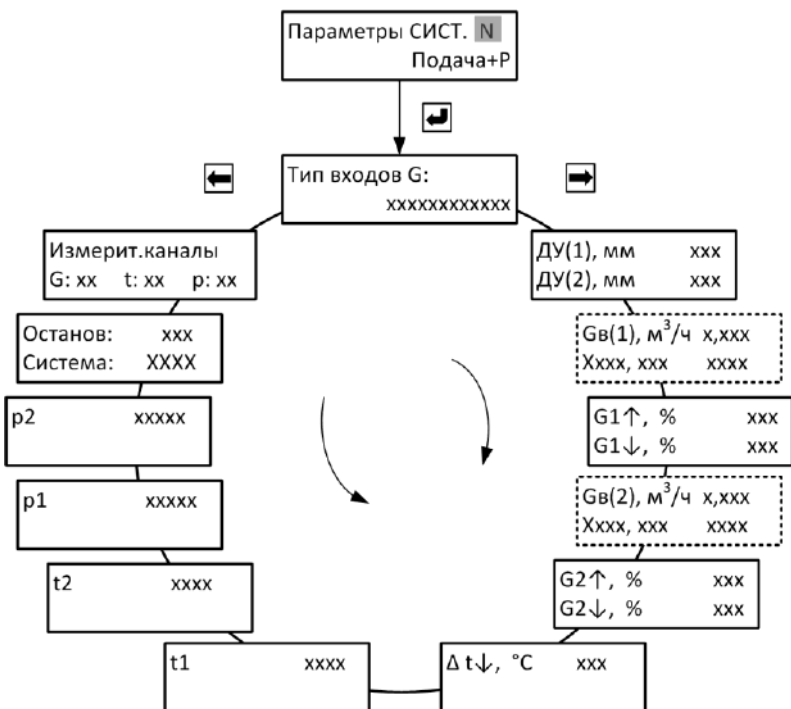 Параметры СИСТ. N
Подача+Р
Тип входов G:
xxxxxxxxxxxx
ДУ(1), мм xxx
ДУ(2), мм xxx
Gв(1), м³/ч x,xxx
Xxxx, xxx xxxx
G1↑, % xxx
G1↓, % xxx
Gв(2), м³/ч x,xxx
Xxxx, xxx xxxx
G2↑, % xxx
G2↓, % xxx
Δ t↓, °C xxx
t1 xxxx
t2 xxxx
p1 xxxxx
p2 xxxxx
Останов: xxx
Система: XXXX
Измерит.каналы
G: xx t: xx p: xx